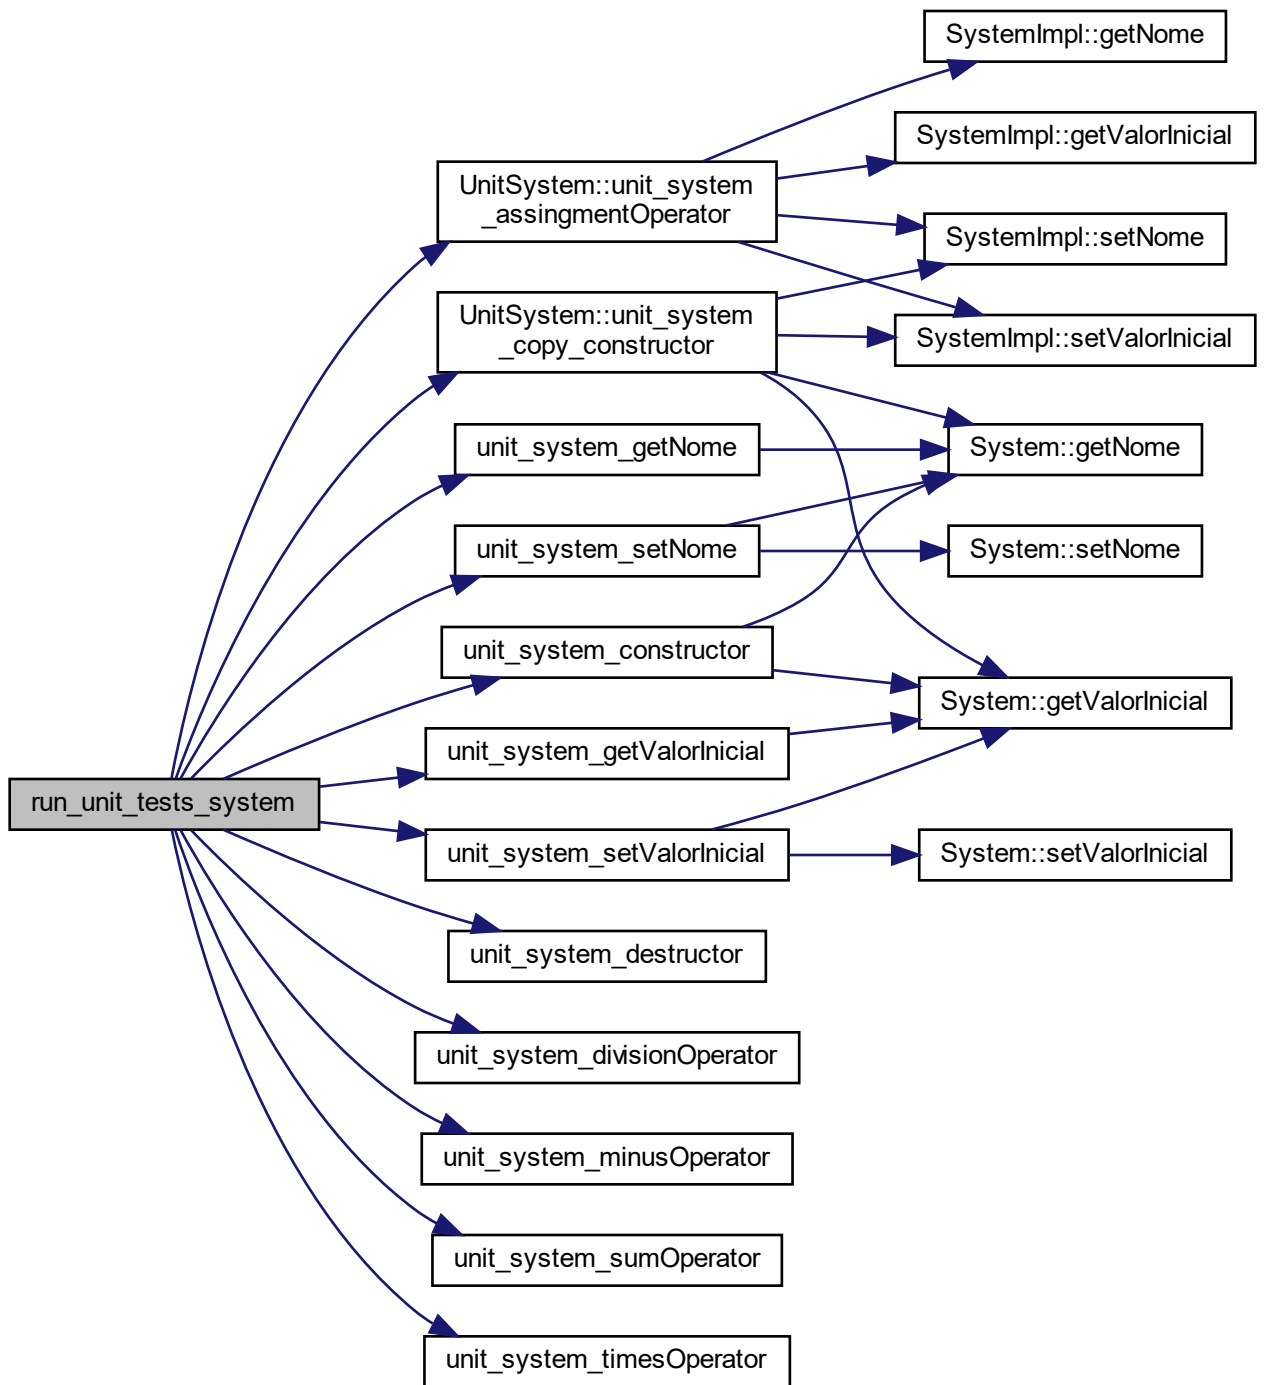 SystemImpl::getNome
SystemImpl::getValorInicial
UnitSystem::unit_system
_assingmentOperator
SystemImpl::setNome
UnitSystem::unit_system
_copy_constructor
SystemImpl::setValorInicial
unit_system_getNome
System::getNome
unit_system_setNome
System::setNome
unit_system_constructor
System::getValorInicial
unit_system_getValorInicial
run_unit_tests_system
unit_system_setValorInicial
System::setValorInicial
unit_system_destructor
unit_system_divisionOperator
unit_system_minusOperator
unit_system_sumOperator
unit_system_timesOperator